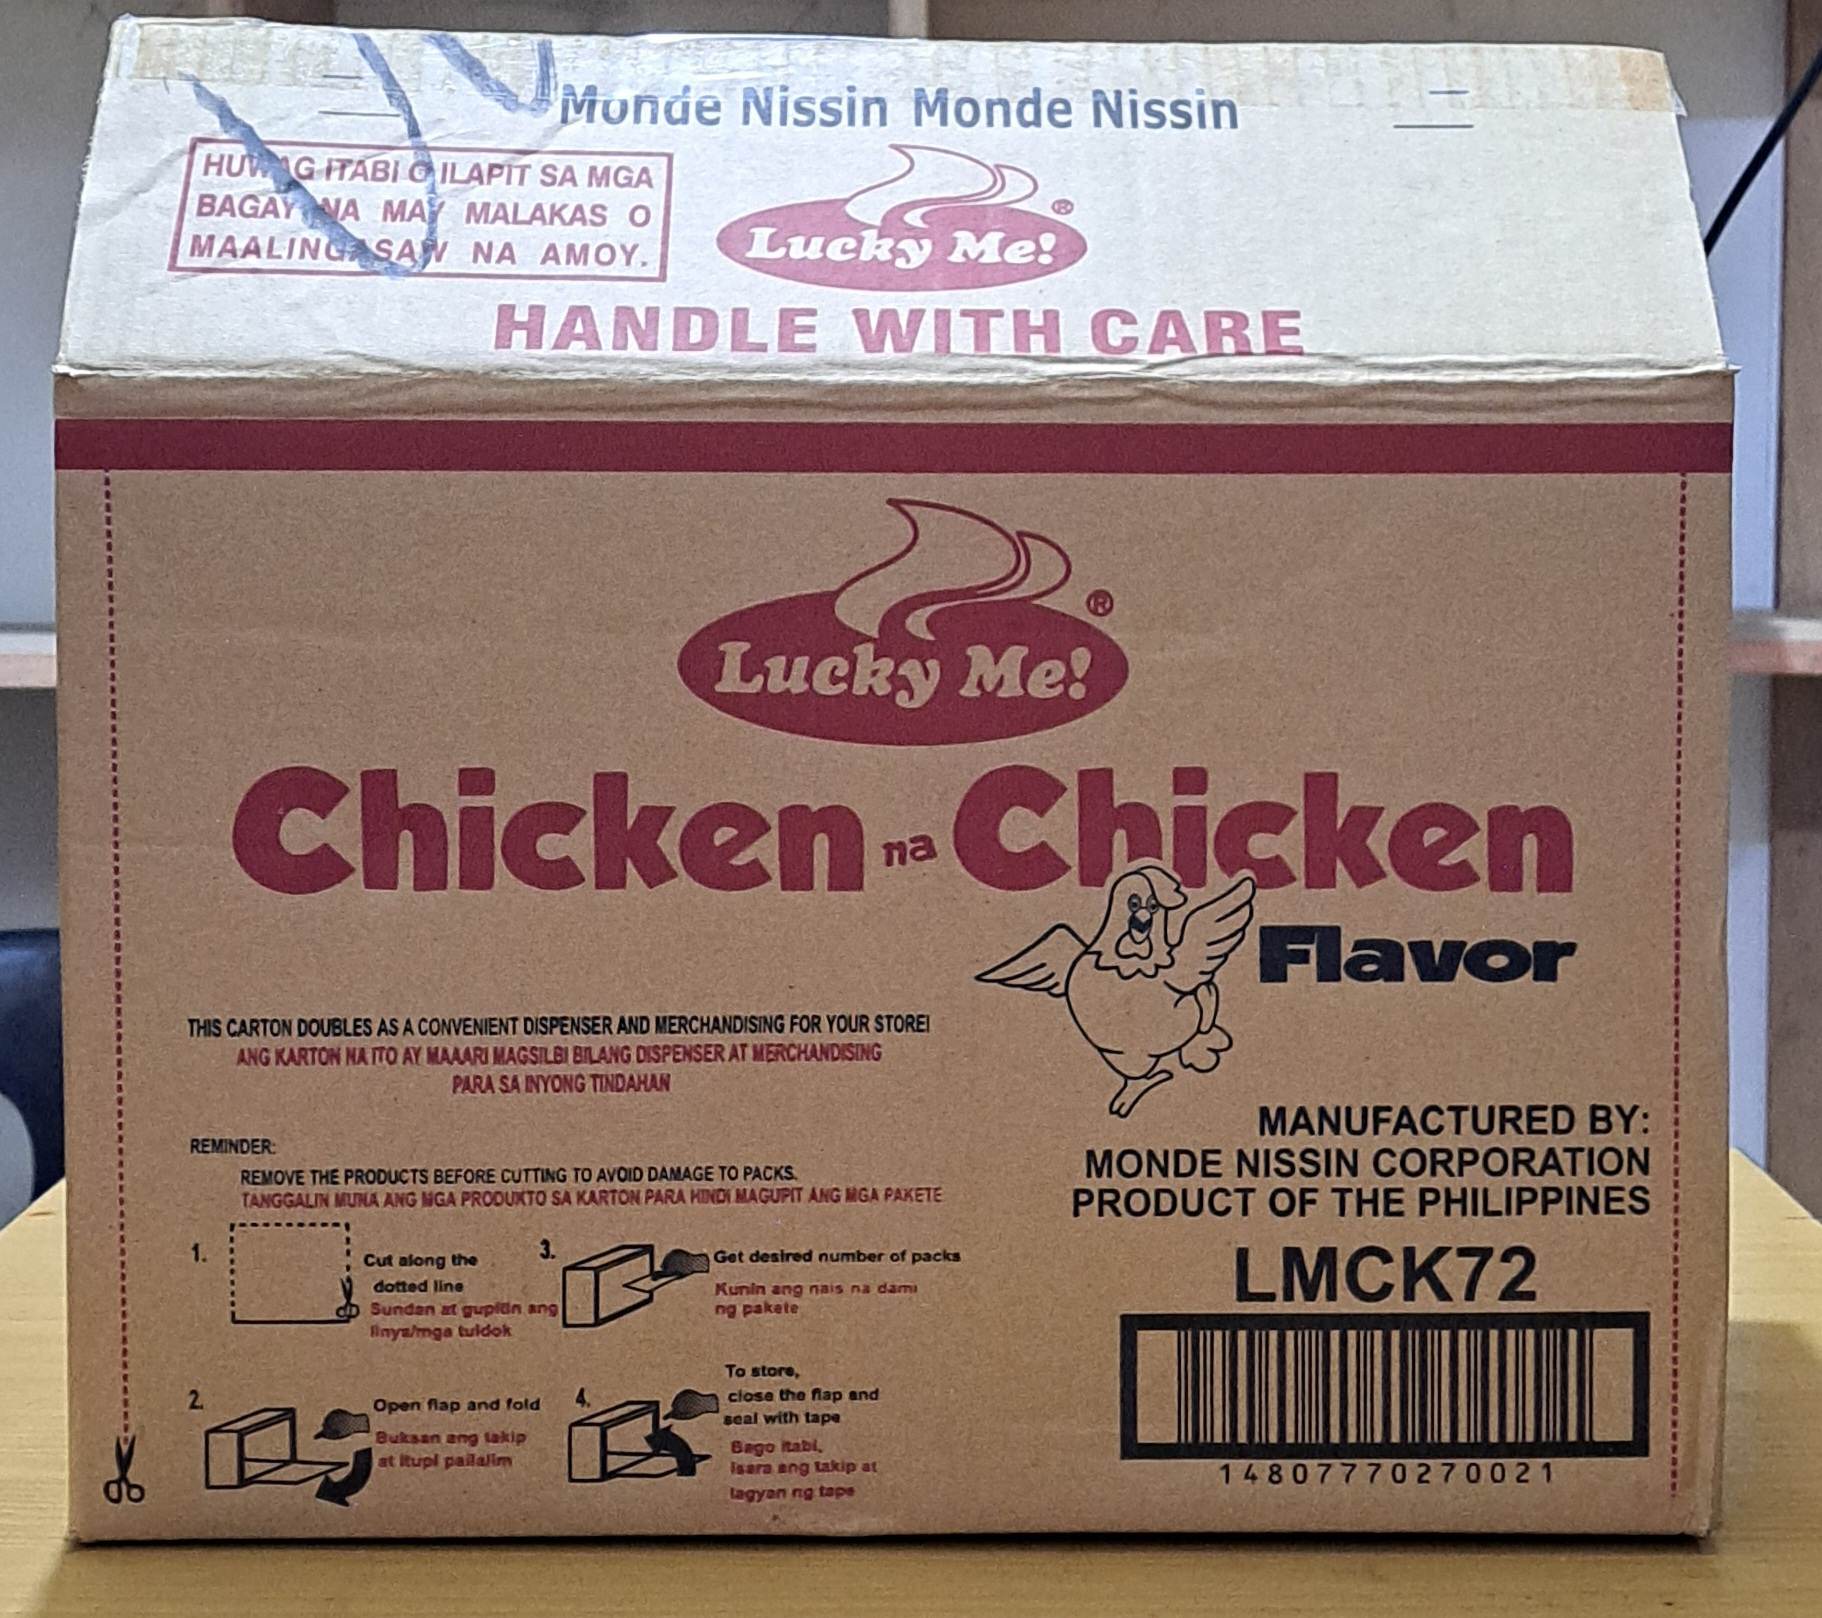 Monde Nissin Monde Nissin
HUWAG ITABI O ILAPIT SA MGA
BAGAY NA MAY MALAKAS O
MAALINGASAW NA AMOY.
Lucky Me!®
HANDLE WITH CARE
Lucky Me!®
Chicken na Chicken
Flavor
THIS CARTON DOUBLES AS A CONVENIENT DISPENSER AND MERCHANDISING FOR YOUR STORE!
ANG KARTON NA ITO AY MAAARI MAGSILBI BILANG DISPENSER AT MERCHANDISING
PARA SA INYONG TINDAHAN
REMINDER:
REMOVE THE PRODUCTS BEFORE CUTTING TO AVOID DAMAGE TO PACKS.
TANGGALIN MUNA ANG MGA PRODUKTO SA KARTON PARA HINDI MAGUPIT ANG MGA PAKETE
1.
Cut along the
dotted line
Sundan at gupitin ang
linya/mga tuldok
2.
Open flap and fold
Buksan ang takip
at itupi pailalim
3.
Get desired number of packs
Kunin ang nais na dami
ng pakete
4.
To store,
close the flap and
seal with tape
Bago itabi,
isara ang takip at
lagyan ng tape
MANUFACTURED BY:
MONDE NISSIN CORPORATION
PRODUCT OF THE PHILIPPINES
LMCK72
14807770270021